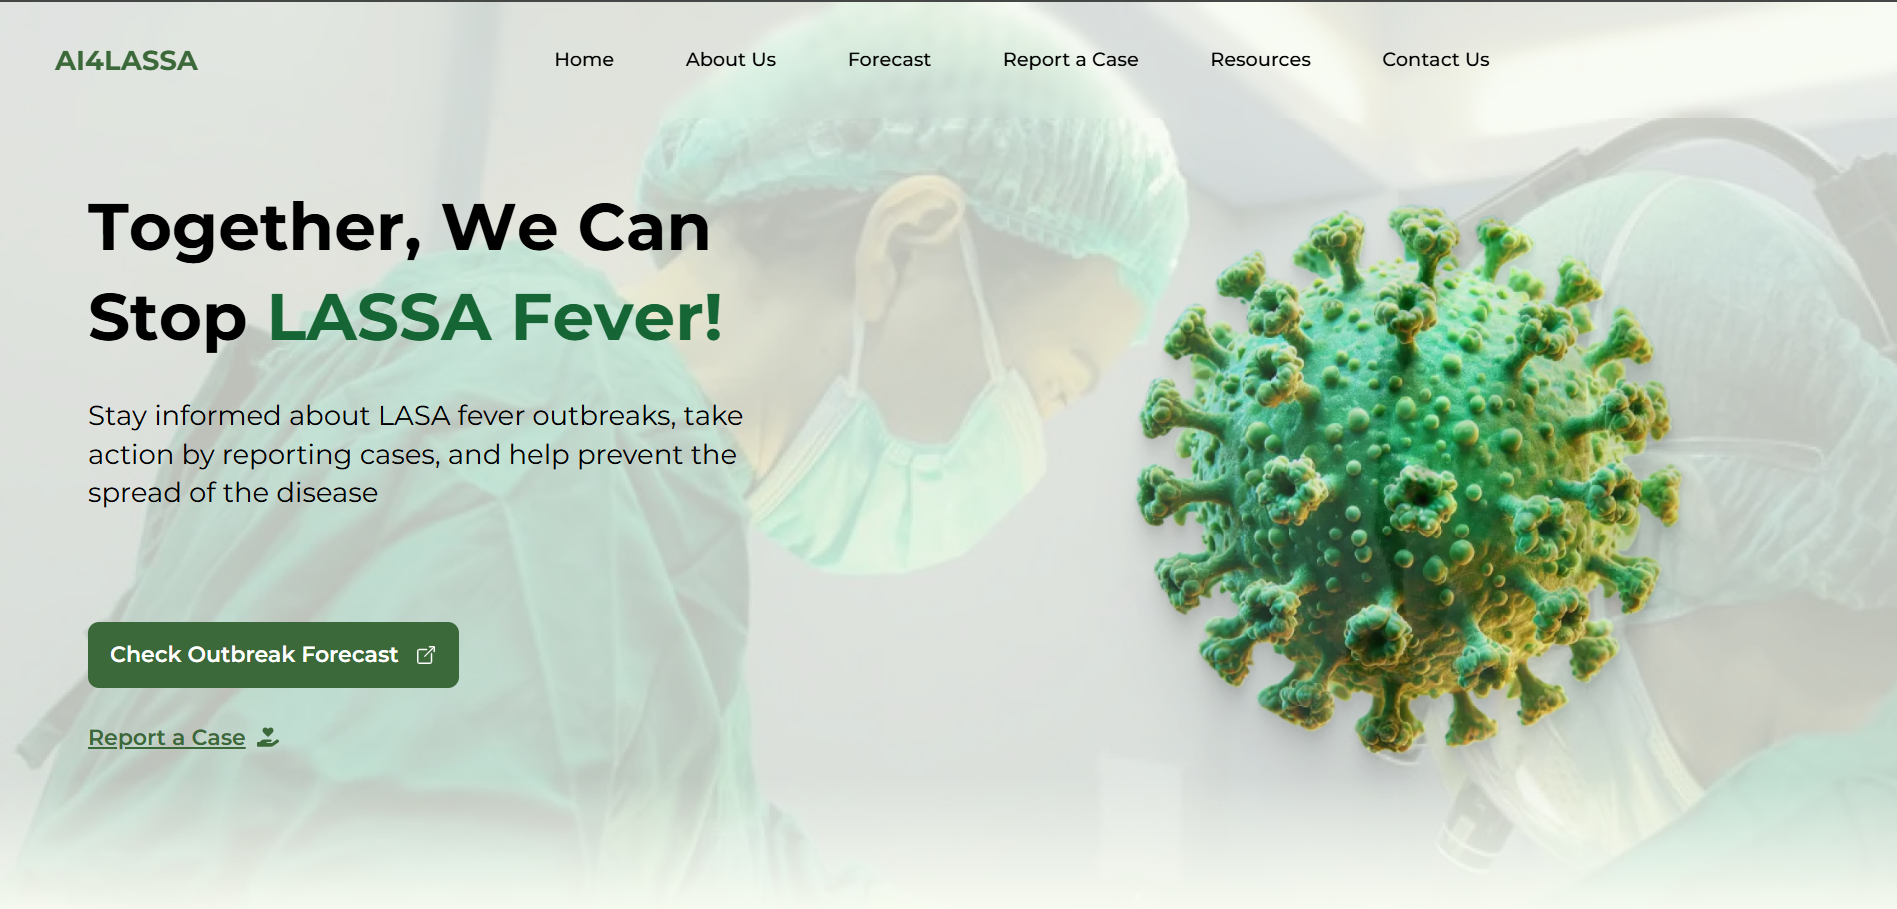 AI4LASSA
Home
About Us
Forecast
Report a Case
Resources
Contact Us
Together, We Can
Stop LASSA Fever!
Stay informed about LASA fever outbreaks, take
action by reporting cases, and help prevent the
spread of the disease
Check Outbreak Forecast
Report a Case